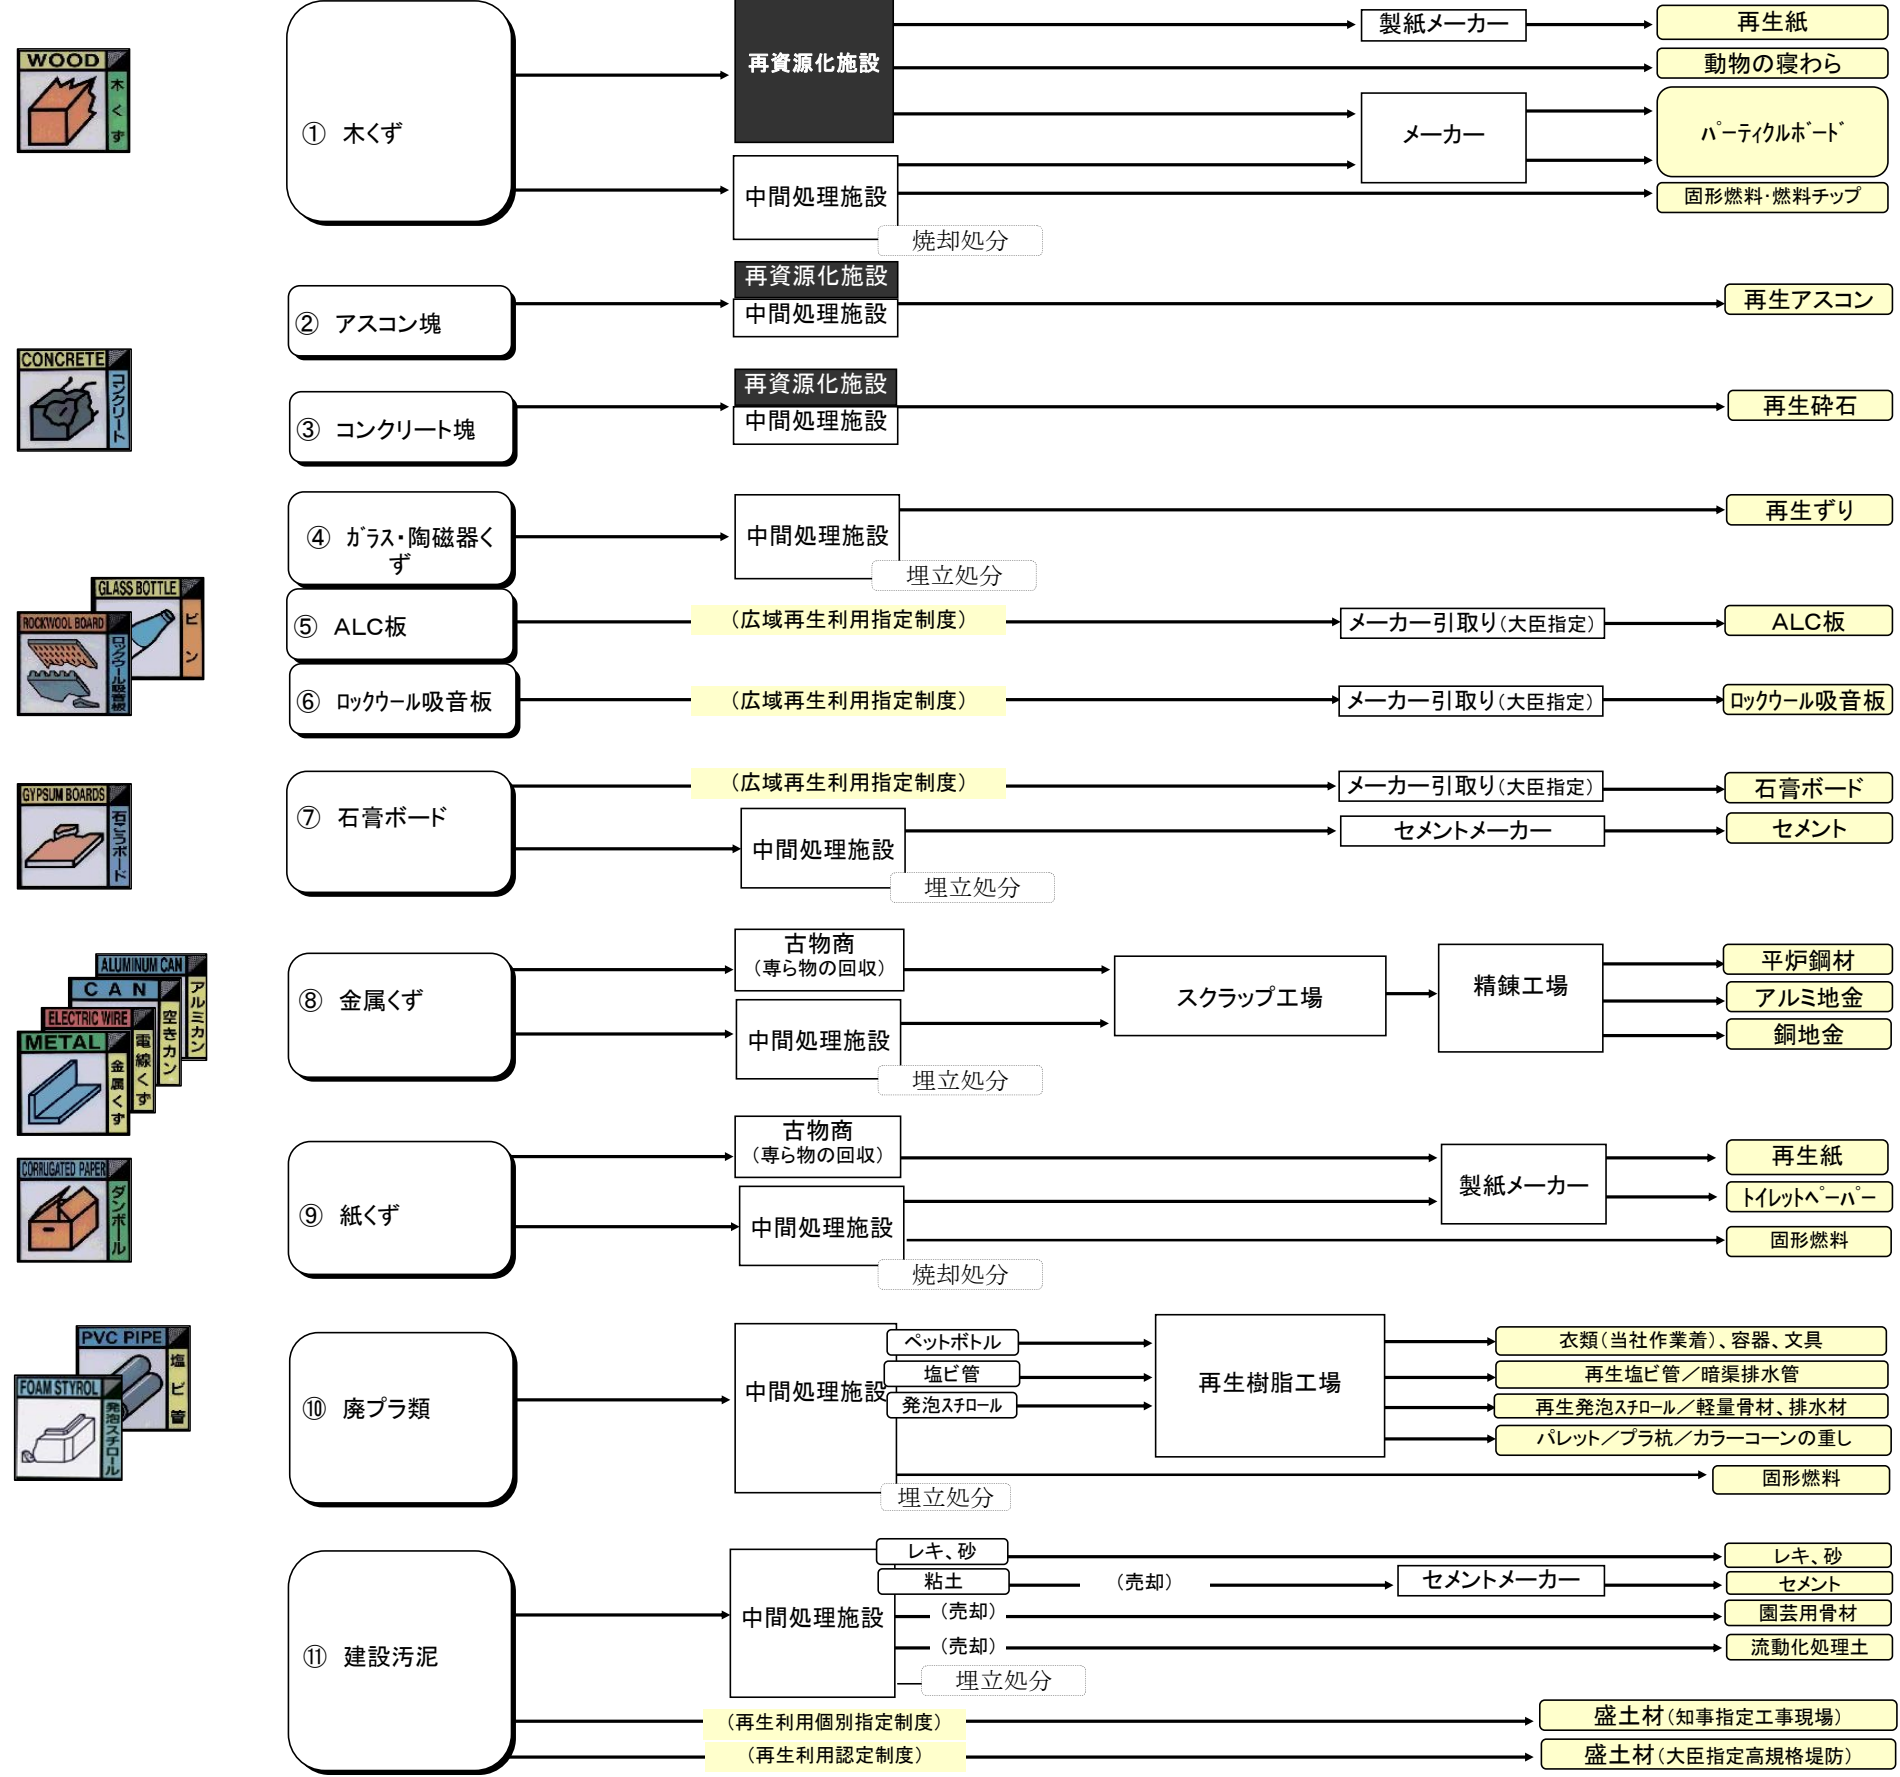 WOOD
木くず
① 木くず
再資源化施設
製紙メーカー
再生紙
動物の寝わら
メーカー
ﾊﾟｰﾃｨｸﾙﾎﾞｰﾄﾞ
中間処理施設
固形燃料･燃料チップ
焼却処分
② アスコン塊
再資源化施設
中間処理施設
再生アスコン
CONCRETE
コンクリート
③ コンクリート塊
再資源化施設
中間処理施設
再生砕石
④ ｶﾞﾗｽ・陶磁器く
ず
中間処理施設
再生ずり
埋立処分
GLASS BOTTLE
ビン
ROCKWOOL BOARD
ロックウール吸音板
⑤ ALC板
（広域再生利用指定制度）
メーカー引取り（大臣指定）
ALC板
⑥ ﾛｯｸｳｰﾙ吸音板
（広域再生利用指定制度）
メーカー引取り（大臣指定）
ﾛｯｸｳｰﾙ吸音板
GYPSUM BOARDS
石こうボード
⑦ 石膏ボード
（広域再生利用指定制度）
メーカー引取り（大臣指定）
石膏ボード
中間処理施設
セメントメーカー
セメント
埋立処分
ALUMINUM CAN
アルミカン
CAN
空きカン
ELECTRIC WIRE
電線くず
METAL
金属くず
⑧ 金属くず
古物商
（専ら物の回収）
中間処理施設
埋立処分
スクラップ工場
精錬工場
平炉鋼材
アルミ地金
銅地金
CORRUGATED PAPER
ダンボール
⑨ 紙くず
古物商
（専ら物の回収）
中間処理施設
焼却処分
製紙メーカー
再生紙
ﾄｲﾚｯﾄﾍﾟｰﾊﾟｰ
固形燃料
PVC PIPE
塩ビ管
FOAM STYROL
発泡スチロール
⑩ 廃プラ類
中間処理施設
ペットボトル
塩ビ管
発泡ｽﾁﾛｰﾙ
再生樹脂工場
衣類（当社作業着）、容器、文具
再生塩ビ管／暗渠排水管
再生発泡ｽﾁﾛｰﾙ／軽量骨材、排水材
パレット／プラ杭／カラーコーンの重し
固形燃料
埋立処分
⑪ 建設汚泥
中間処理施設
レキ、砂
レキ、砂
粘土
（売却）
セメントメーカー
セメント
（売却）
園芸用骨材
（売却）
流動化処理土
埋立処分
（再生利用個別指定制度）
盛土材（知事指定工事現場）
（再生利用認定制度）
盛土材（大臣指定高規格堤防）